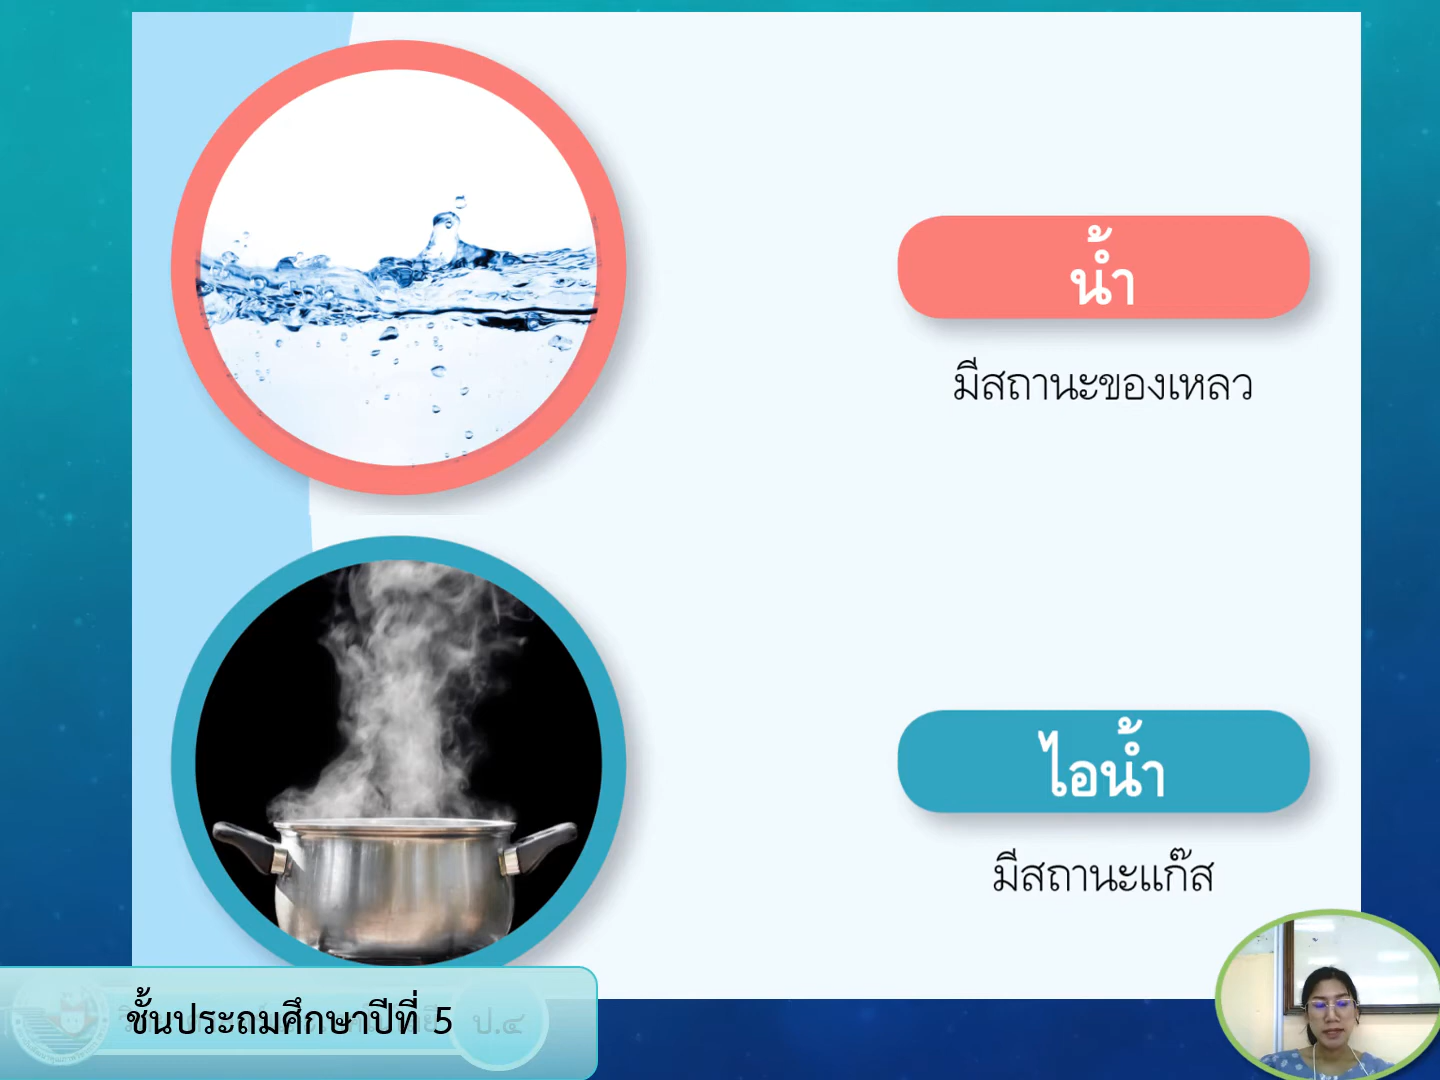 น้ำ
มีสถานะของเหลว
ไอน้ำ
มีสถานะแก๊ส
ชั้นประถมศึกษาปีที่ 5
ป.๔